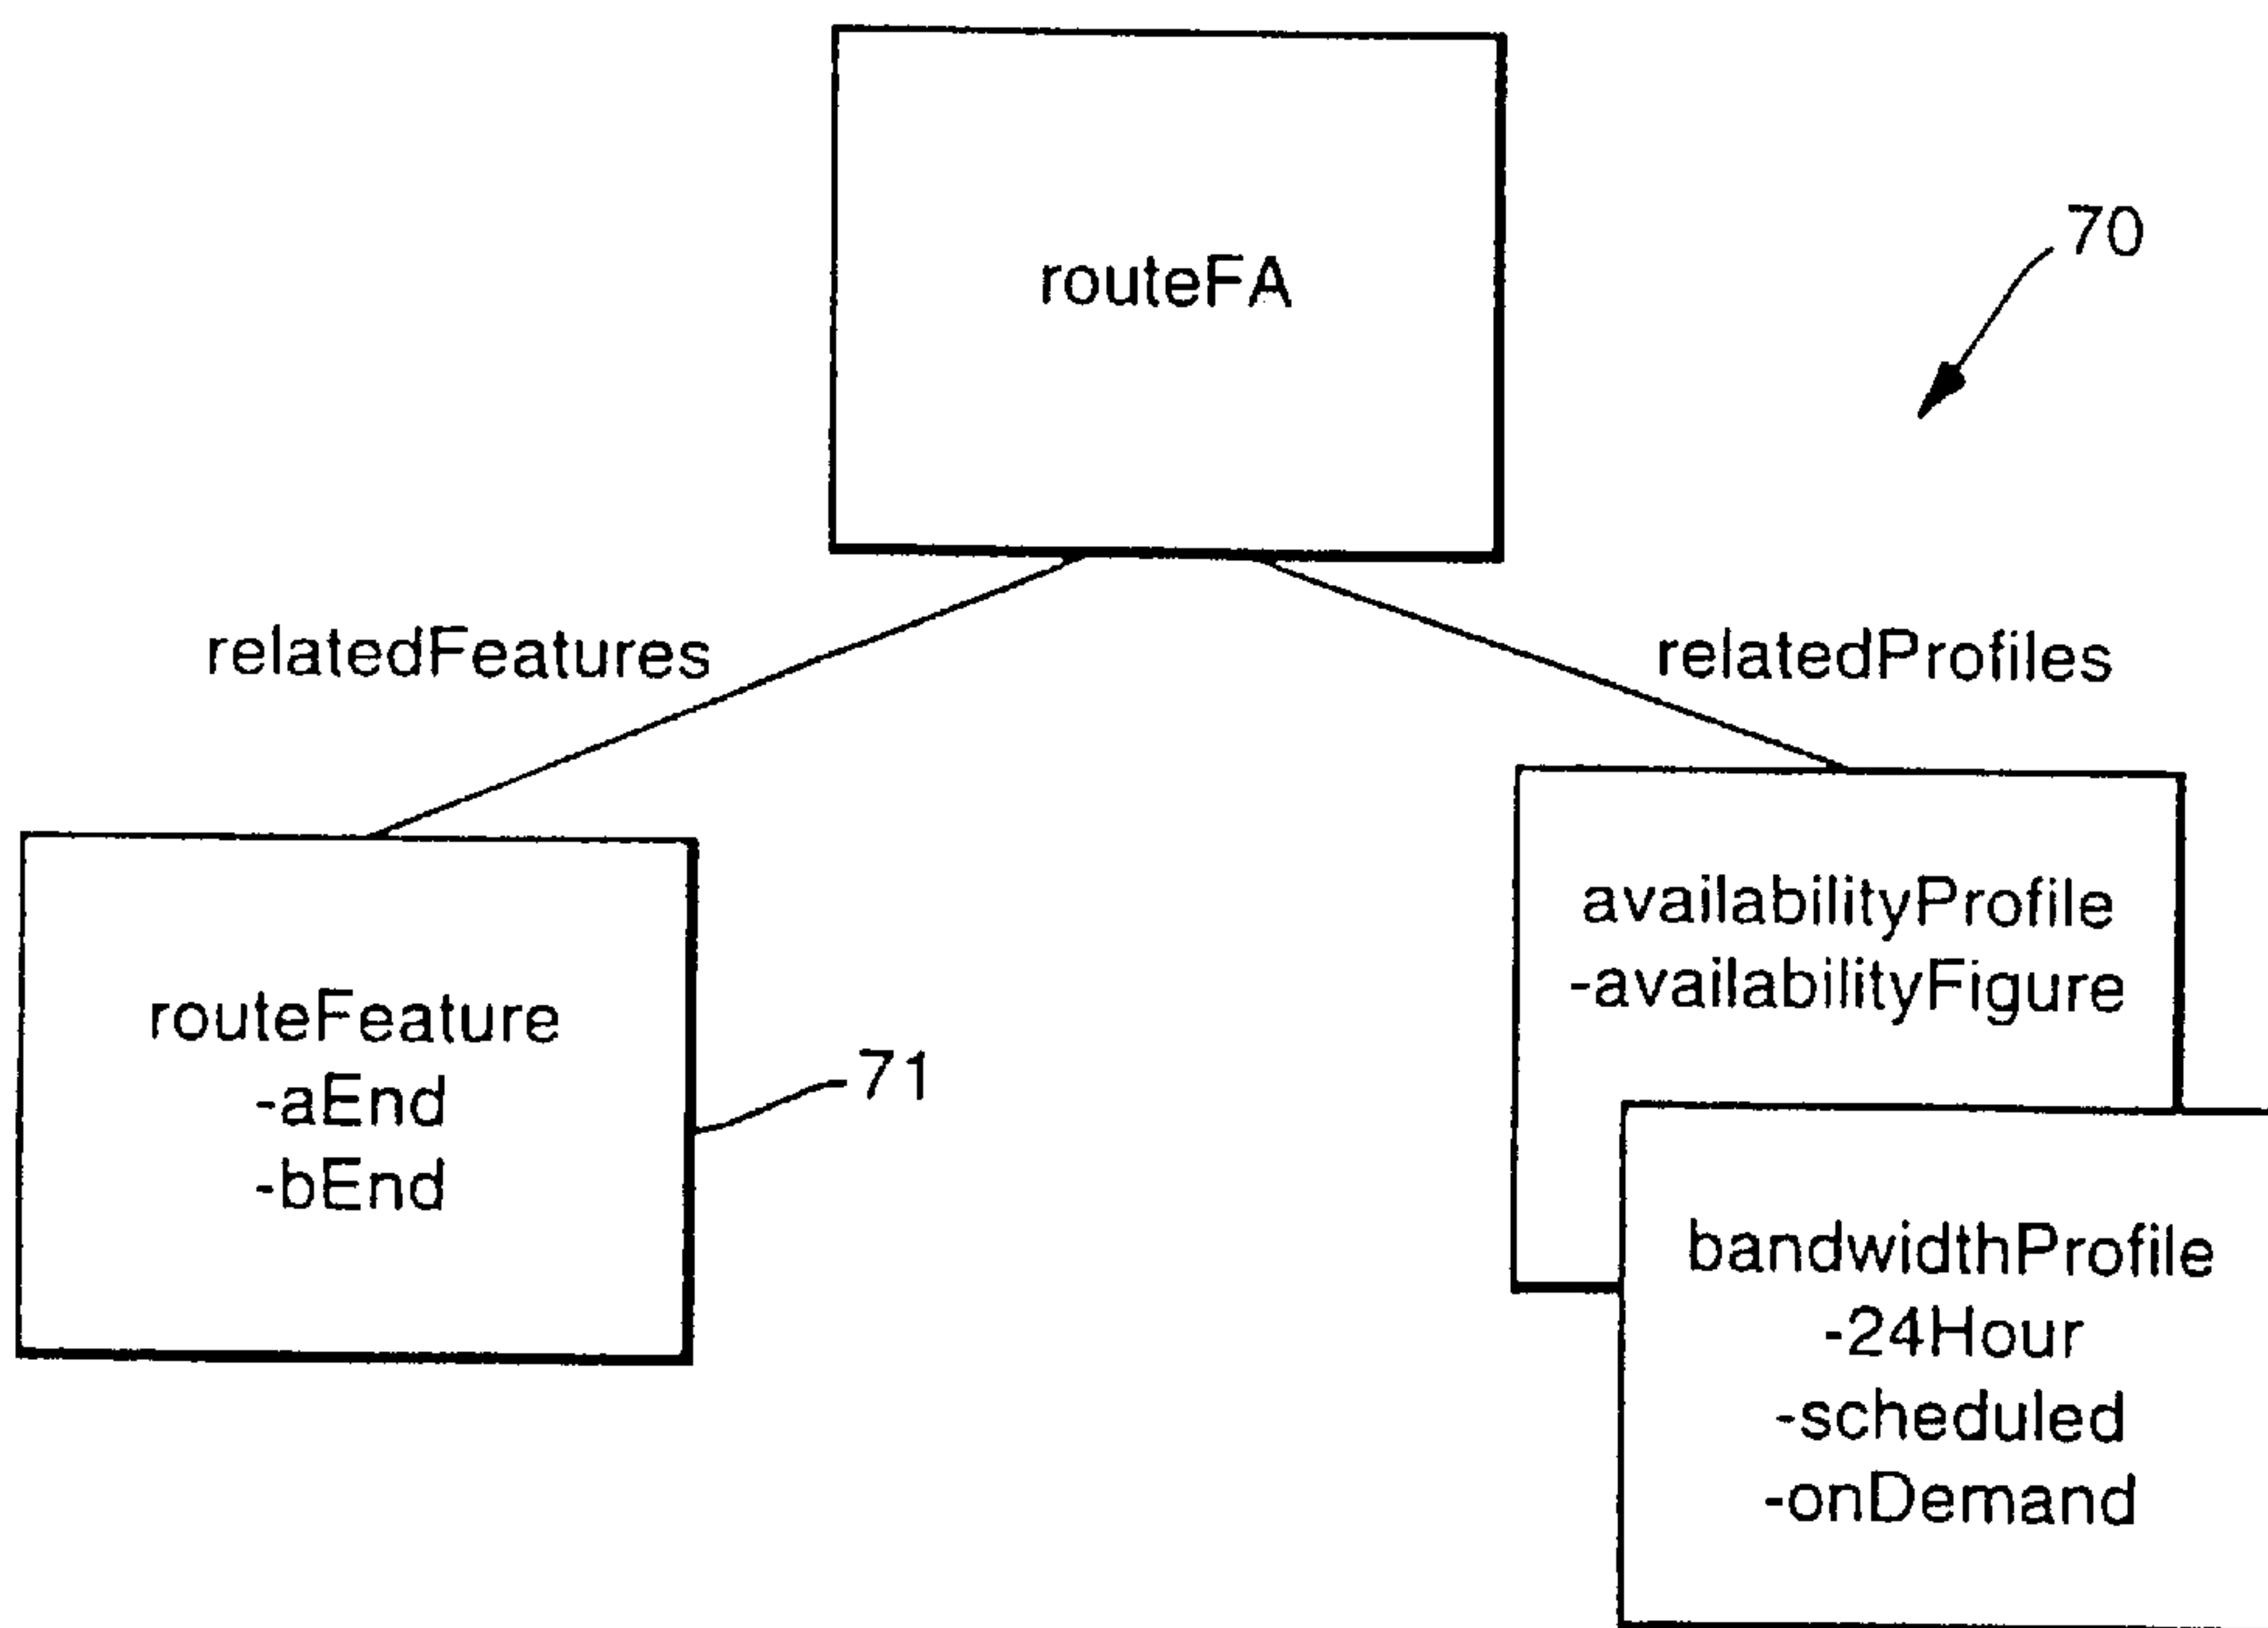 routeFA
70
relatedFeatures
relatedProfiles
routeFeature
-aEnd
-bEnd
71
availabilityProfile
-availabilityFigure
bandwidthProfile
-24Hour
-scheduled
-onDemand